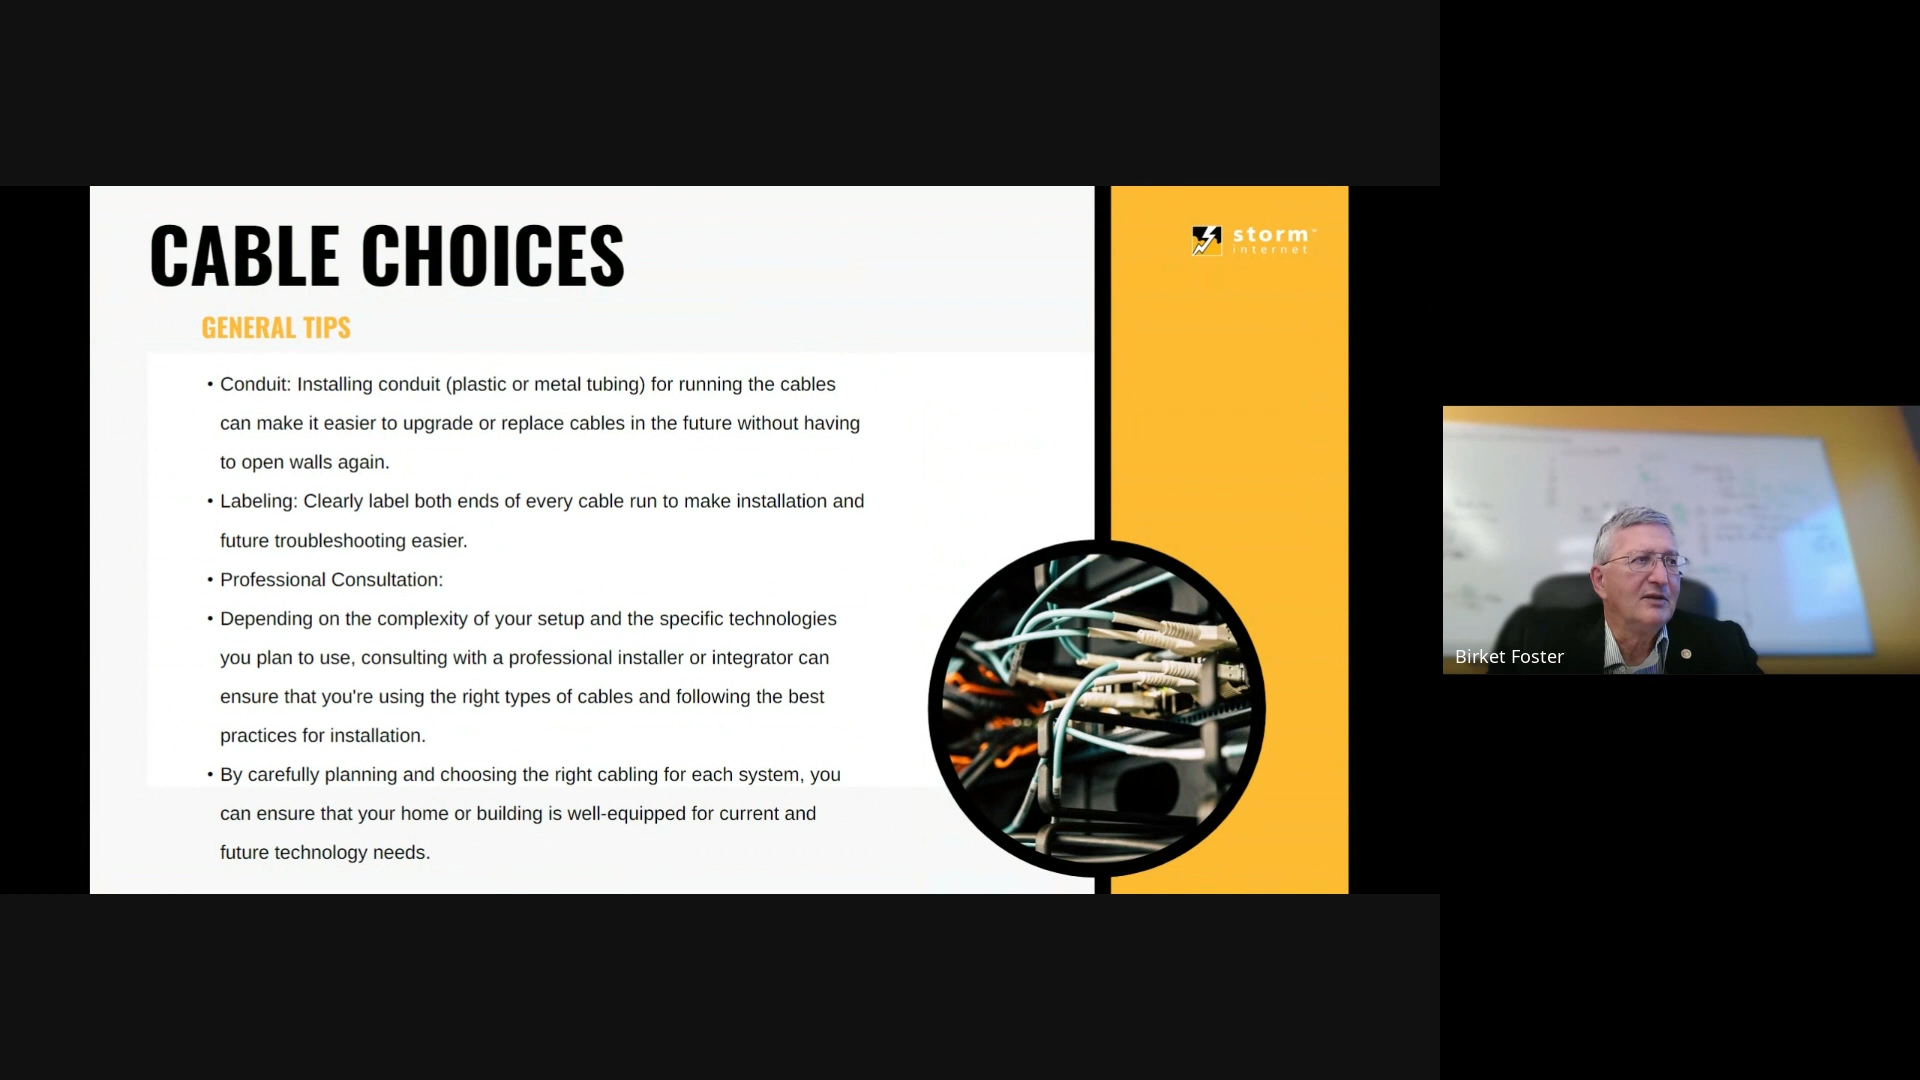 CABLE CHOICES
storm™
internet
GENERAL TIPS
• Conduit: Installing conduit (plastic or metal tubing) for running the cables
can make it easier to upgrade or replace cables in the future without having
to open walls again.
• Labeling: Clearly label both ends of every cable run to make installation and
future troubleshooting easier.
• Professional Consultation:
• Depending on the complexity of your setup and the specific technologies
you plan to use, consulting with a professional installer or integrator can
ensure that you're using the right types of cables and following the best
practices for installation.
• By carefully planning and choosing the right cabling for each system, you
can ensure that your home or building is well-equipped for current and
future technology needs.
Birket Foster